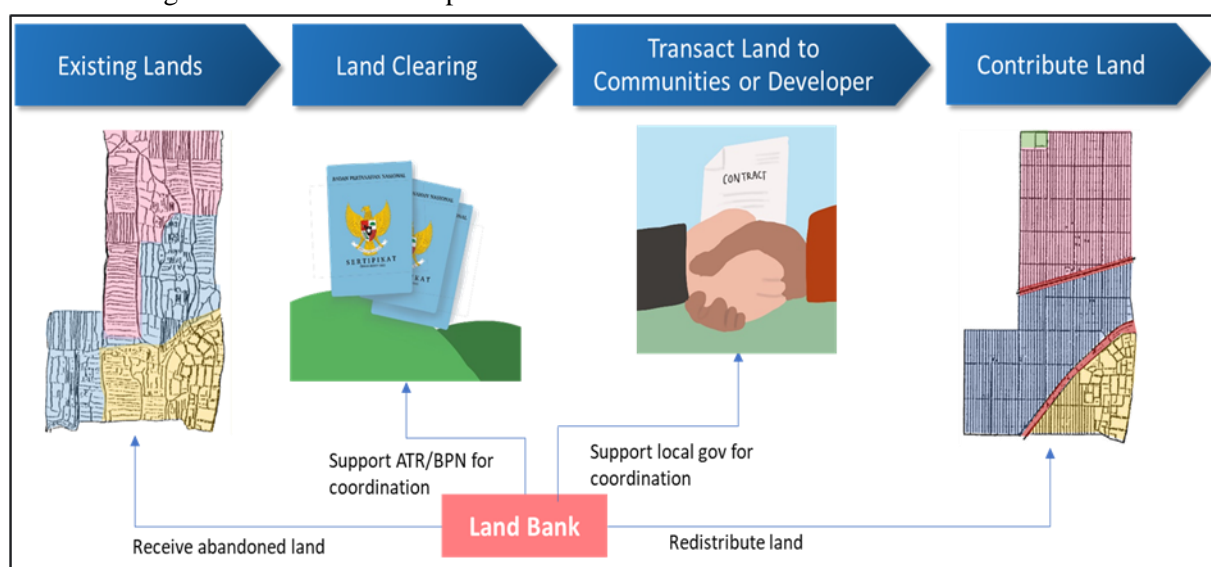 Existing Lands
Land Clearing
Transact Land to
Communities or Developer
Contribute Land
CONTRACT
SERTIPIKAT
Support ATR/BPN for
coordination
Support local gov for
coordination
Land Bank
Receive abandoned land
Redistribute land